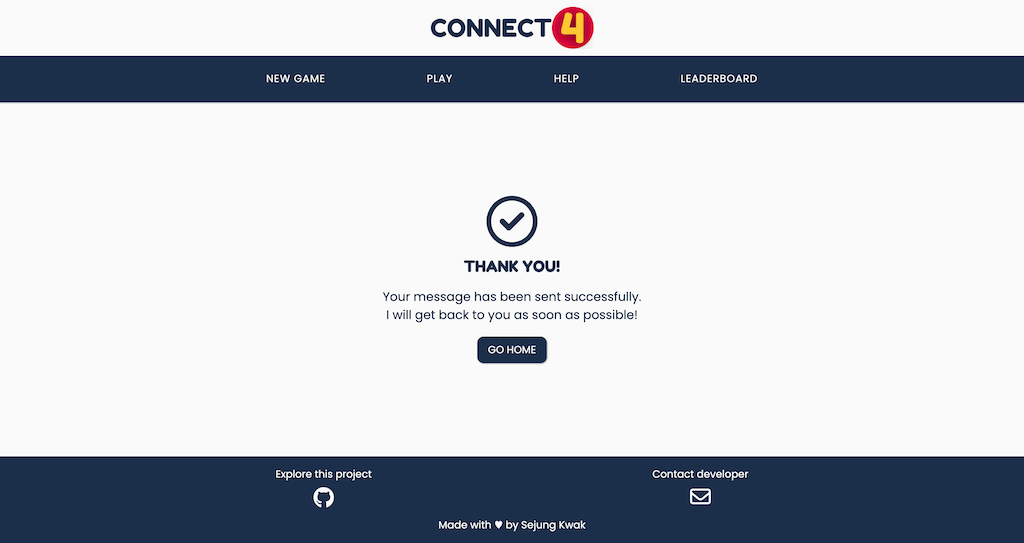 CONNECT4
NEW GAME PLAY HELP LEADERBOARD
THANK YOU!
Your message has been sent successfully.
I will get back to you as soon as possible!
GO HOME
Explore this project Contact developer
Made with ♥ by Sejung Kwak